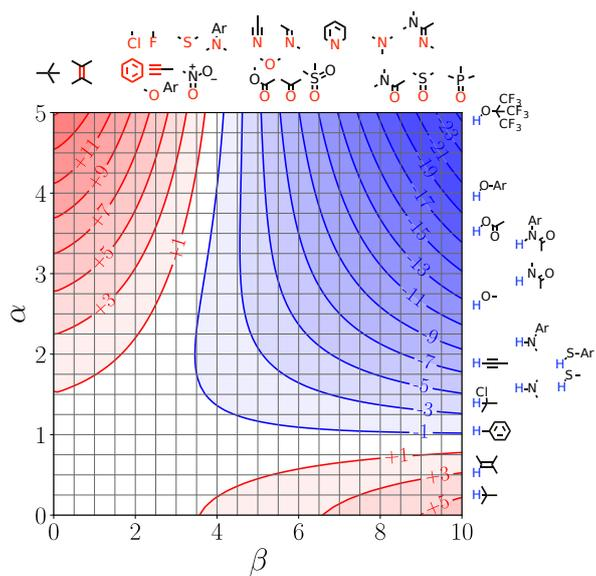 Ar
N
Cl F S N N N N N N
O
N O
O
S O
O
O Ar O O O O
N S P
O O O
5
4
3
2
1
0
α
0 2 4 6 8 10
β
+11
+9
+7
+5
+3
+1
-23
-21
-19
-17
-15
-13
-11
-9
-7
-5
-3
-1
+1
+3
+5
CF3
O CF3
H CF3
O-Ar
H
O
H O
Ar
N O
H
N O
H
O-
H
Ar
H-N
H
S-Ar
H
S
H
H-N
Cl
H
H
H
H